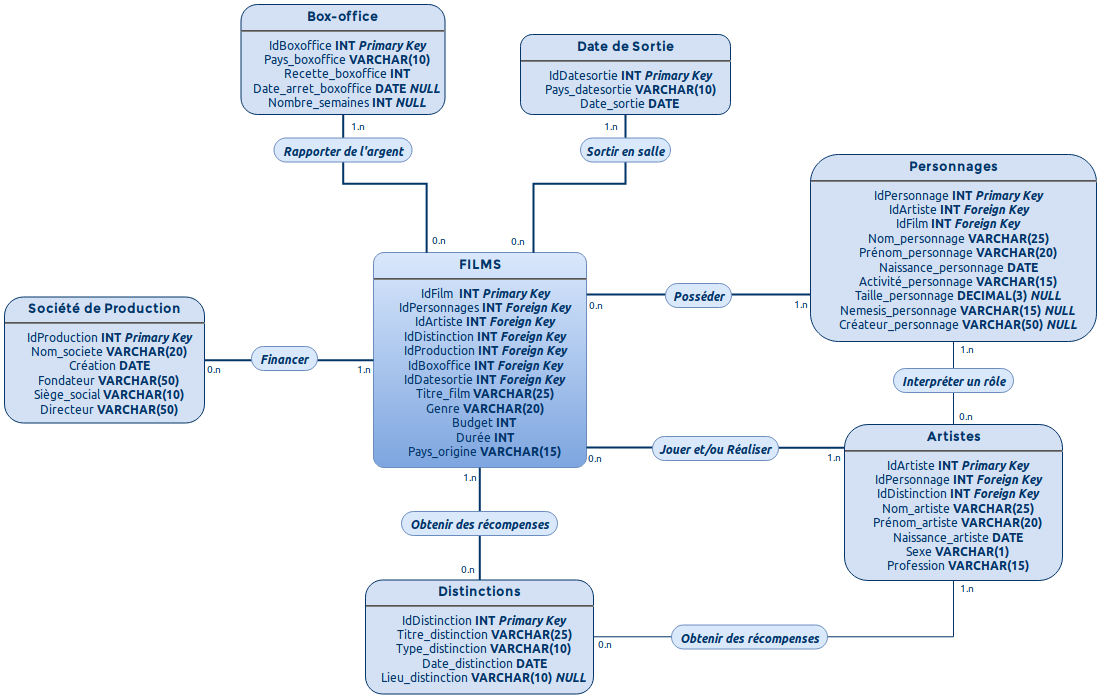 Box-office
IdBoxoffice INT Primary Key
Pays_boxoffice VARCHAR(10)
Recette_boxoffice INT
Date_arret_boxoffice DATE NULL
Nombre_semaines INT NULL
1.n
Rapporter de l'argent
0.n
Date de Sortie
IdDatesortie INT Primary Key
Pays_datesortie VARCHAR(10)
Date_sortie DATE
1.n
Sortir en salle
0.n
Personnages
IdPersonnage INT Primary Key
IdArtiste INT Foreign Key
IdFilm INT Foreign Key
Nom_personnage VARCHAR(25)
Prénom_personnage VARCHAR(20)
Naissance_personnage DATE
Activité_personnage VARCHAR(15)
Taille_personnage DECIMAL(3) NULL
Nemesis_personnage VARCHAR(15) NULL
Créateur_personnage VARCHAR(50) NULL
FILMS
IdFilm INT Primary Key
IdPersonnages INT Foreign Key
IdArtiste INT Foreign Key
IdDistinction INT Foreign Key
IdProduction INT Foreign Key
IdBoxoffice INT Foreign Key
IdDatesortie INT Foreign Key
Titre_film VARCHAR(25)
Genre VARCHAR(20)
Budget INT
Durée INT
Pays_origine VARCHAR(15)
0.n
Posséder
1.n
Société de Production
IdProduction INT Primary Key
Nom_societe VARCHAR(20)
Création DATE
Fondateur VARCHAR(50)
Siège_social VARCHAR(10)
Directeur VARCHAR(50)
0.n
Financer
1.n
1.n
Interpréter un rôle
0.n
Artistes
IdArtiste INT Primary Key
IdPersonnage INT Foreign Key
IdDistinction INT Foreign Key
Nom_artiste VARCHAR(25)
Prénom_artiste VARCHAR(20)
Naissance_artiste DATE
Sexe VARCHAR(1)
Profession VARCHAR(15)
0.n
Jouer et/ou Réaliser
1.n
1.n
Obtenir des récompenses
0.n
Distinctions
IdDistinction INT Primary Key
Titre_distinction VARCHAR(25)
Type_distinction VARCHAR(10)
Date_distinction DATE
Lieu_distinction VARCHAR(10) NULL
0.n
Obtenir des récompenses
1.n